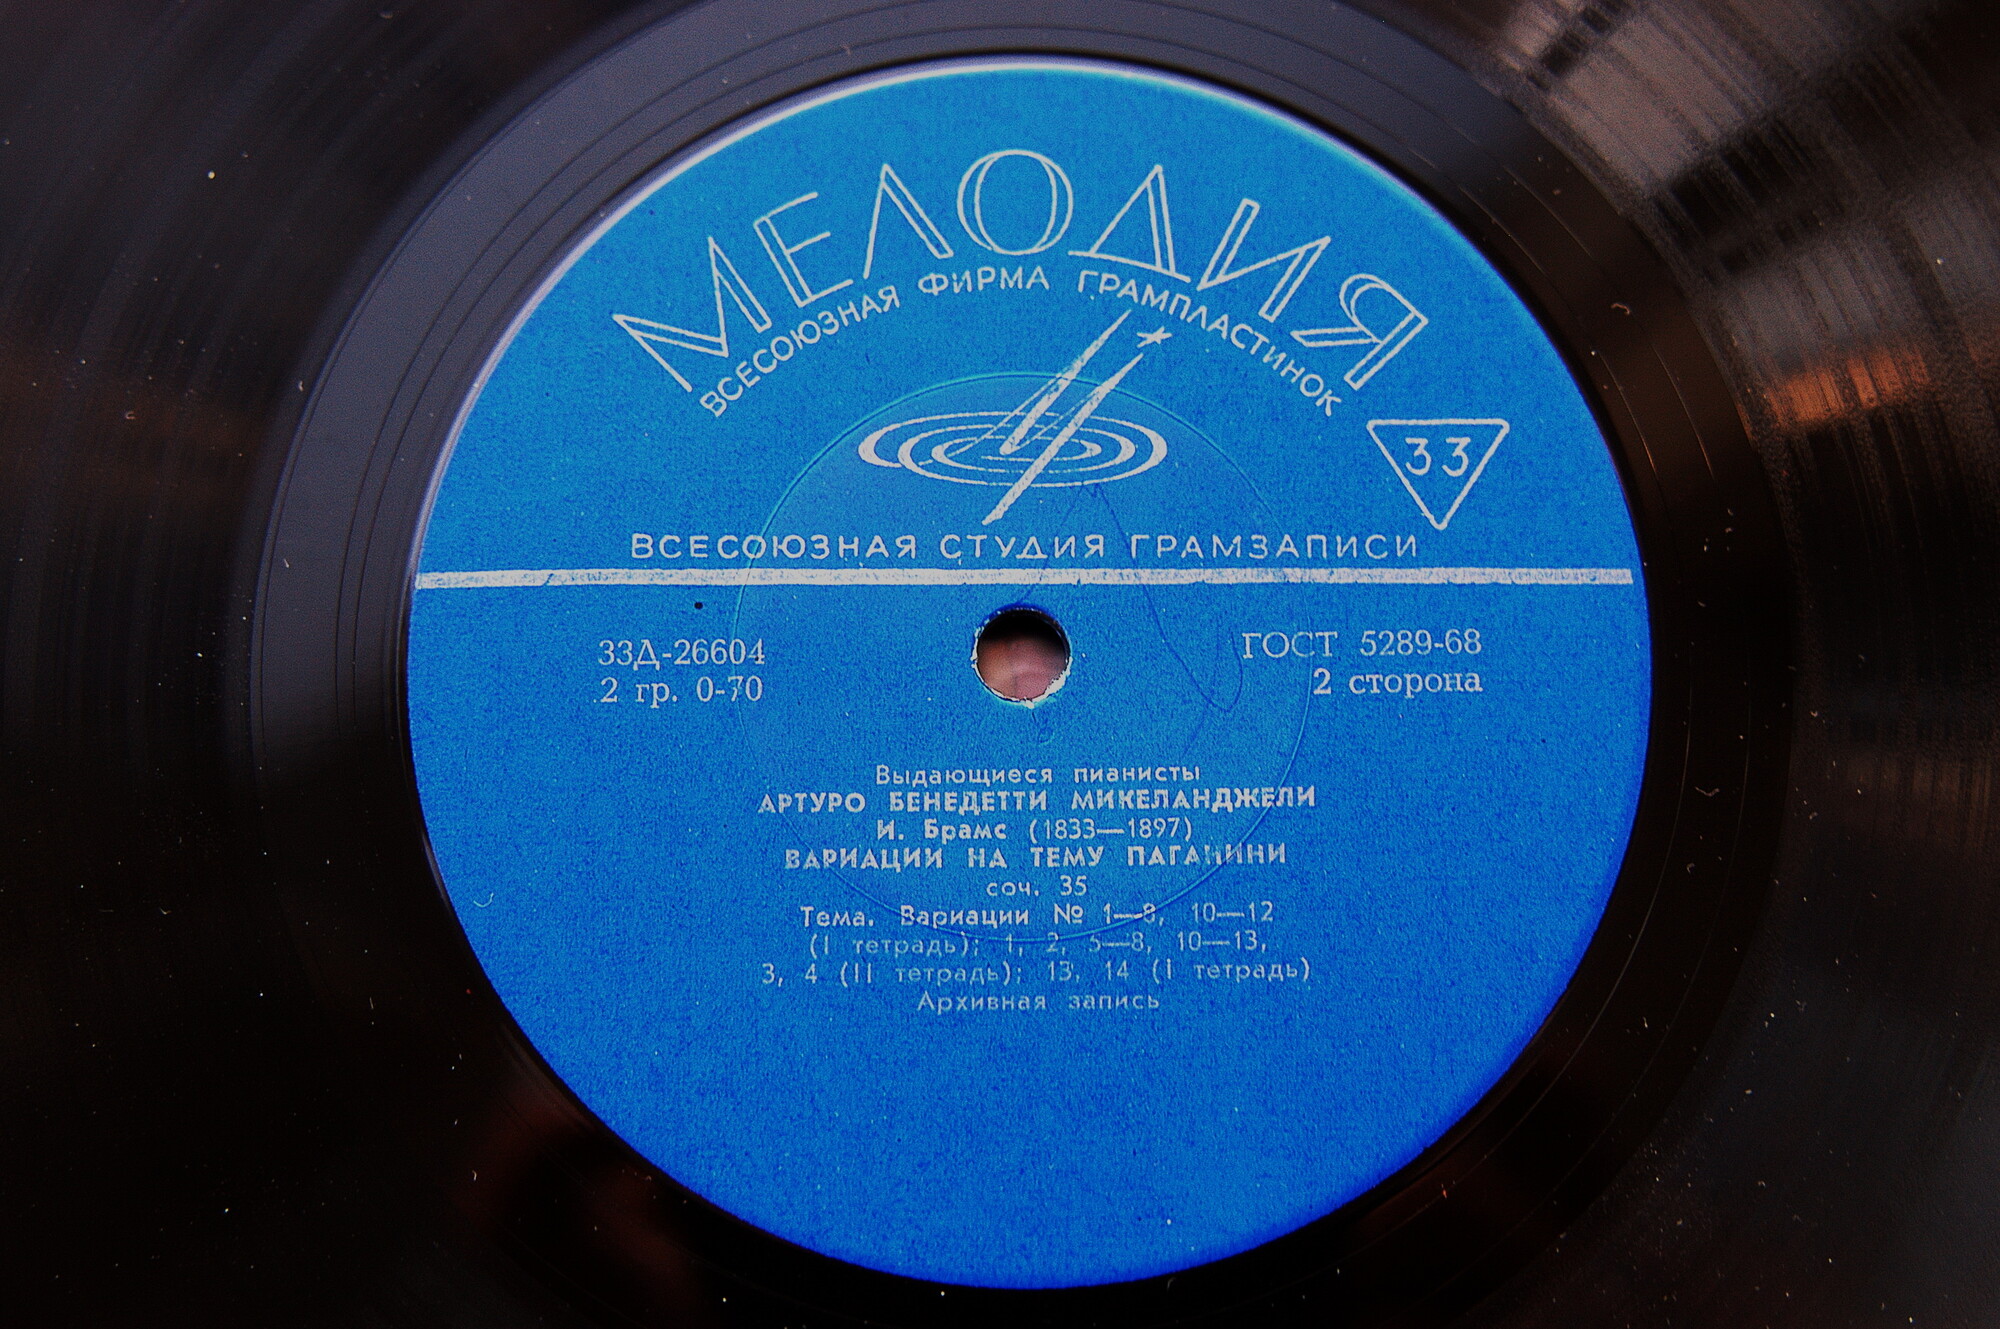 МЕЛОДИЯ
ВСЕСОЮЗНАЯ ФИРМА ГРАМПЛАСТИНОК
33
ВСЕСОЮЗНАЯ СТУДИЯ ГРАМЗАПИСИ
33Д-26604
2 гр. 0-70
ГОСТ 5289-68
2 сторона
Выдающиеся пианисты
АРТУРО БЕНЕДЕТТИ МИКЕЛАНДЖЕЛИ
И. Брамс (1833—1897)
ВАРИАЦИИ НА ТЕМУ ПАГАНИНИ
соч. 35
Тема. Вариации № 1—8, 10—12
(I тетрадь); 1, 2, 5—8, 10—13,
3, 4 (II тетрадь); 13, 14 (I тетрадь)
Архивная запись